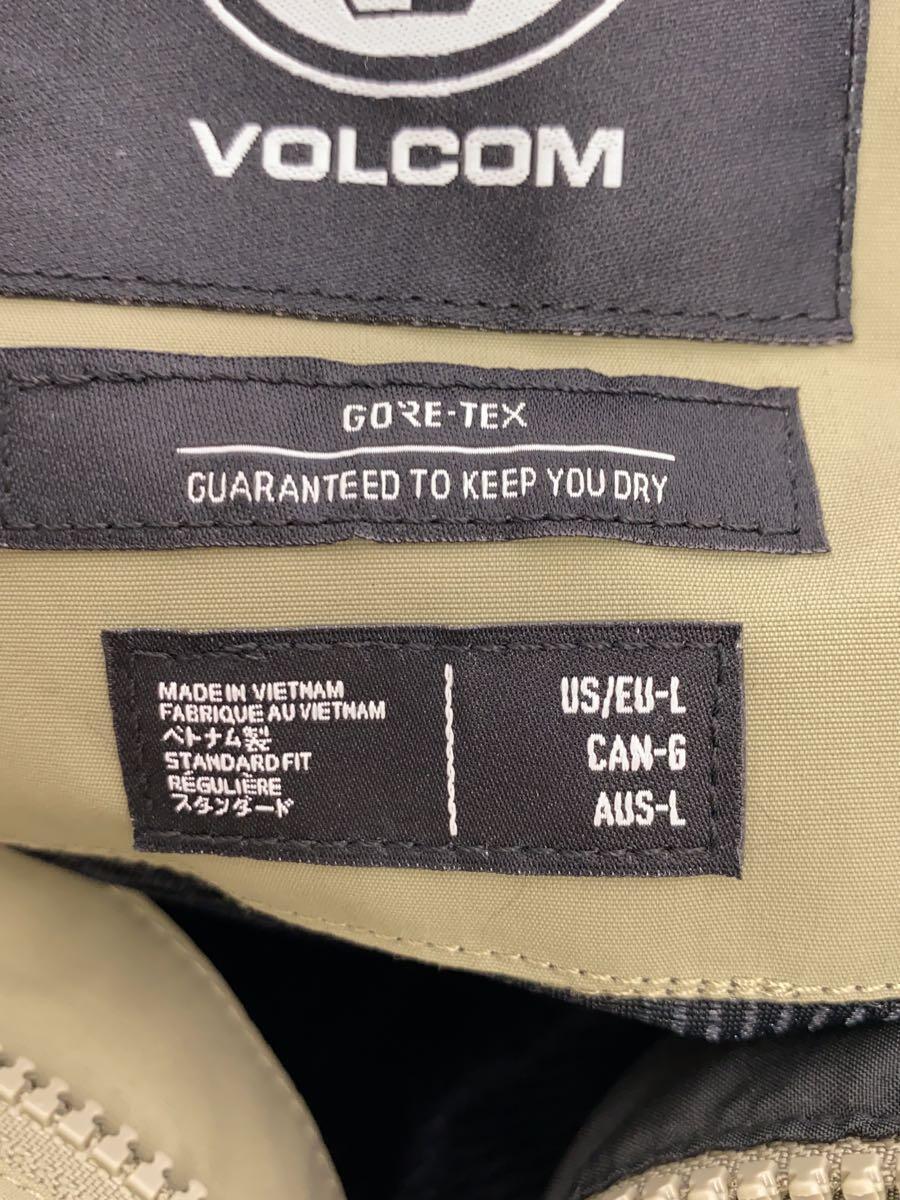 VOLCOM
GORE-TEX
GUARANTEED TO KEEP YOU DRY
MADE IN VIETNAM
FABRIQUE AU VIETNAM
ベトナム製
STANDARD FIT
RÉGULIÈRE
スタンダード
US/EU-L
CAN-G
AUS-L